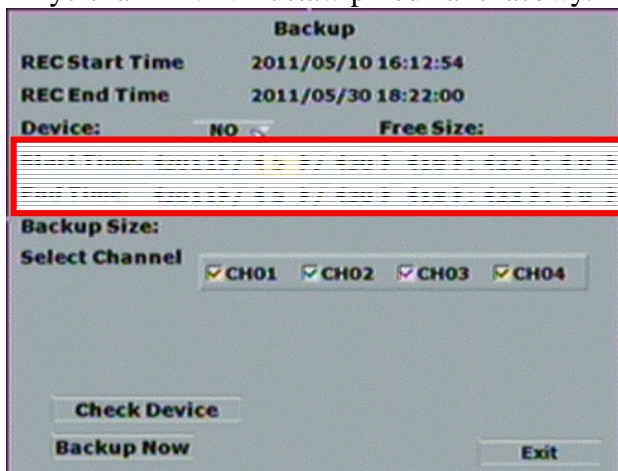 Backup
REC Start Time 2011/05/10 16:12:54
REC End Time 2011/05/30 18:22:00
Device: NO Free Size:
Backup Size:
Select Channel
CH01 CH02 CH03 CH04
Check Device
Backup Now Exit